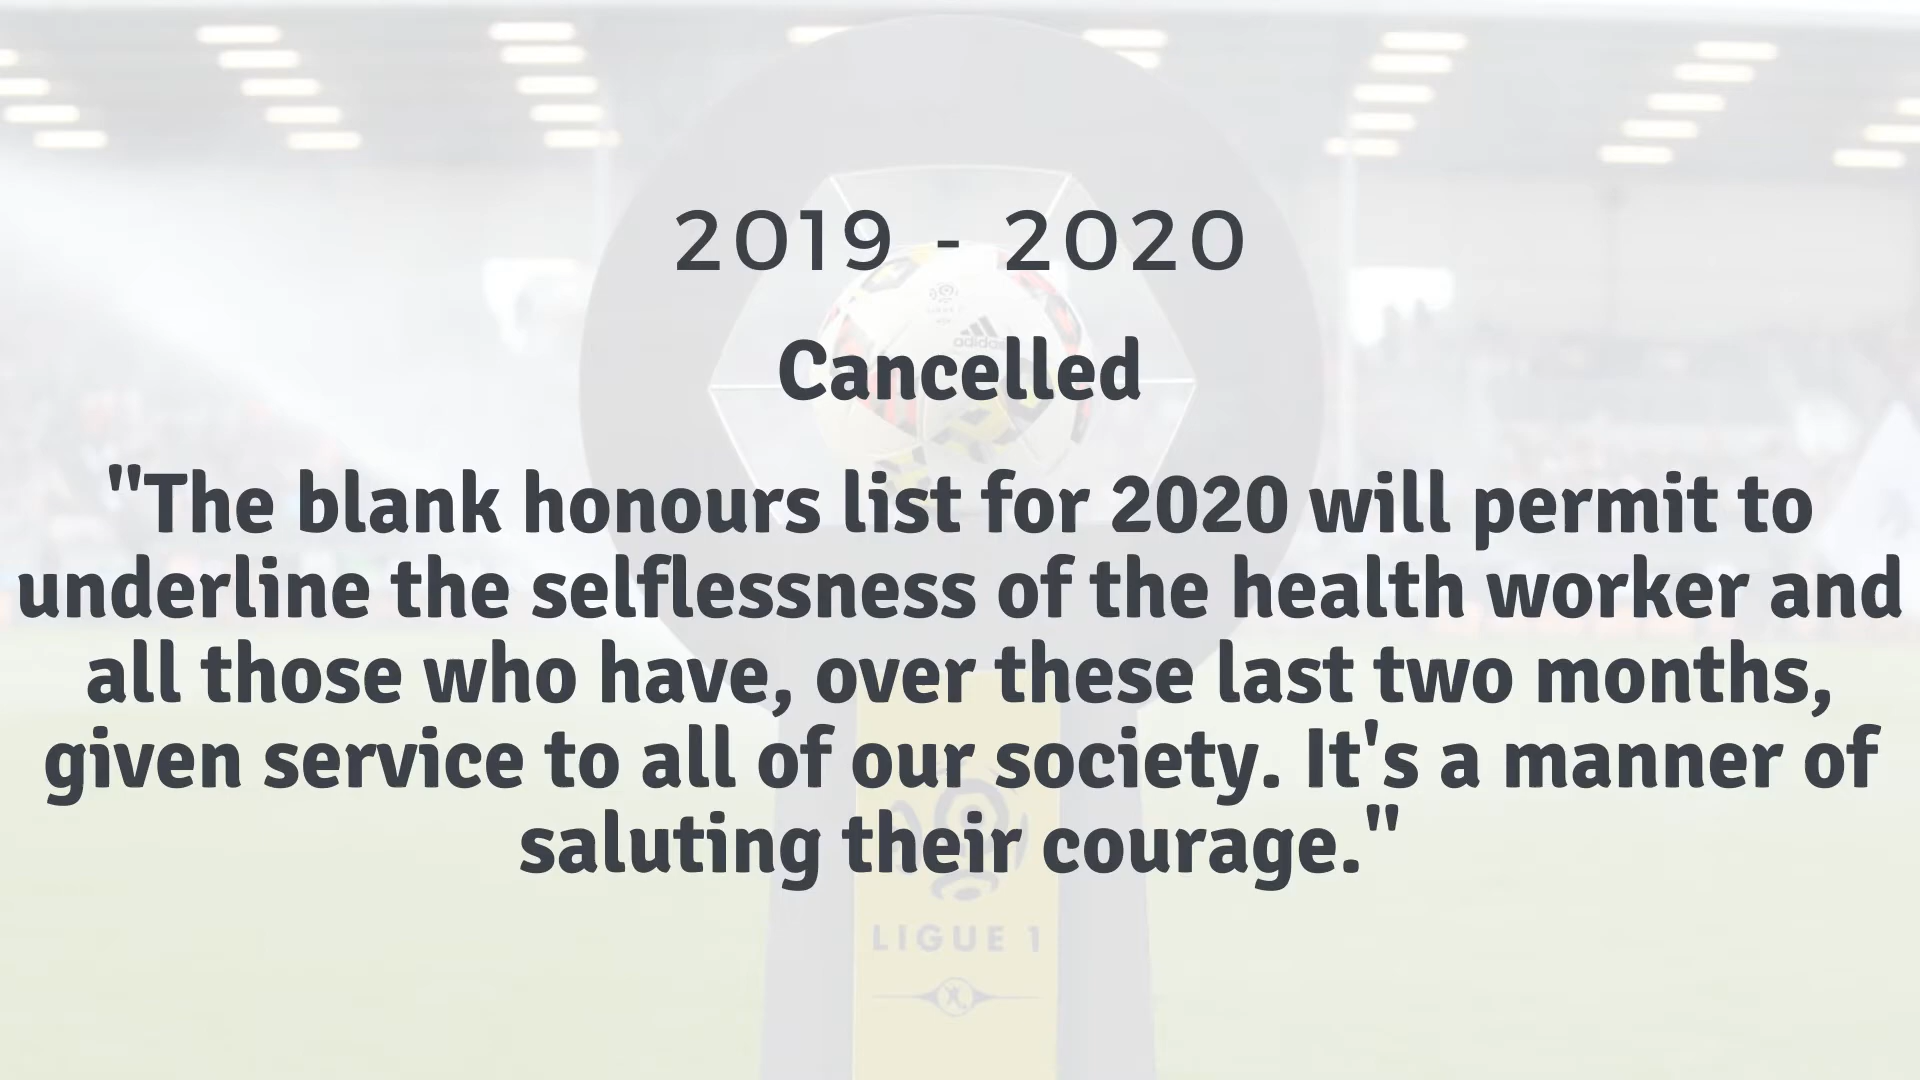 2019 - 2020
Cancelled
"The blank honours list for 2020 will permit to
underline the selflessness of the health worker and
all those who have, over these last two months,
given service to all of our society. It's a manner of
saluting their courage."
adidas
LIGUE 1